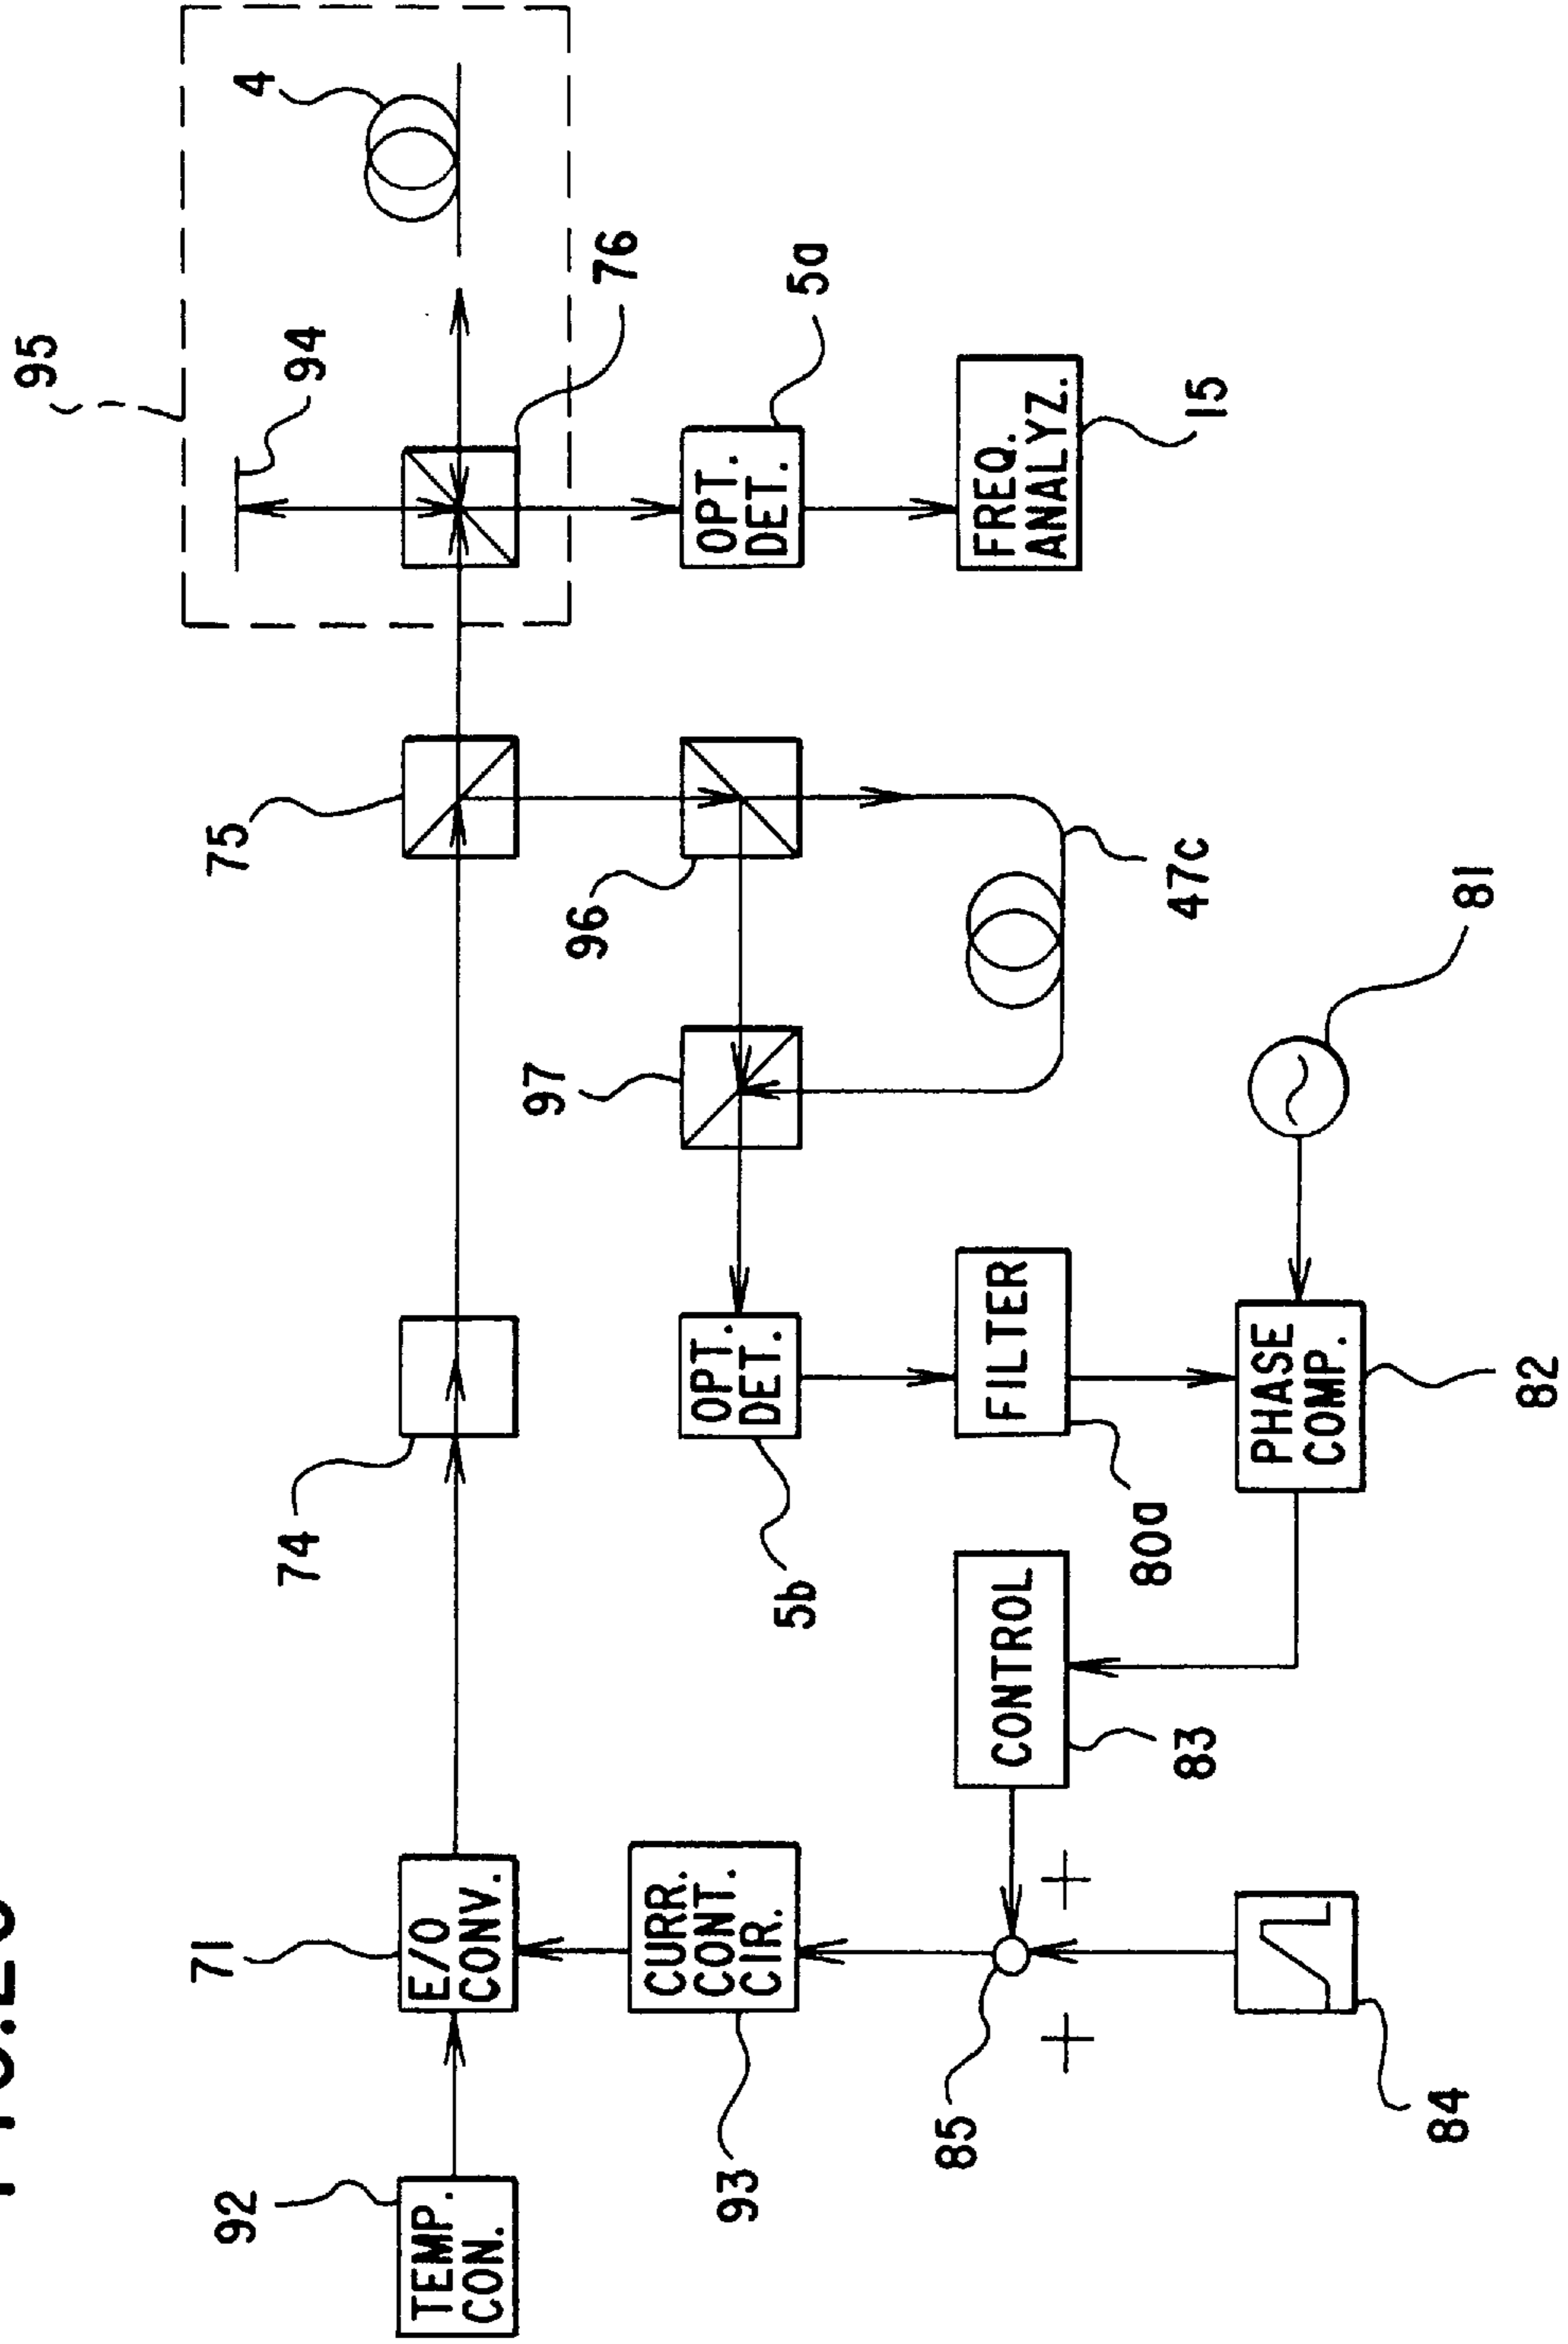 95
92
71
75
4
74
94
TEMP.
CON.
E/O
CONV.
97
96
76
CURR.
CONT.
CIR.
OPT.
DET.
OPT.
DET.
93
5b
5a
85
CONTROL
FILTER
FREQ.
ANALYZ.
+
+
83
80a
47c
15
PHASE
COMP.
84
81
82